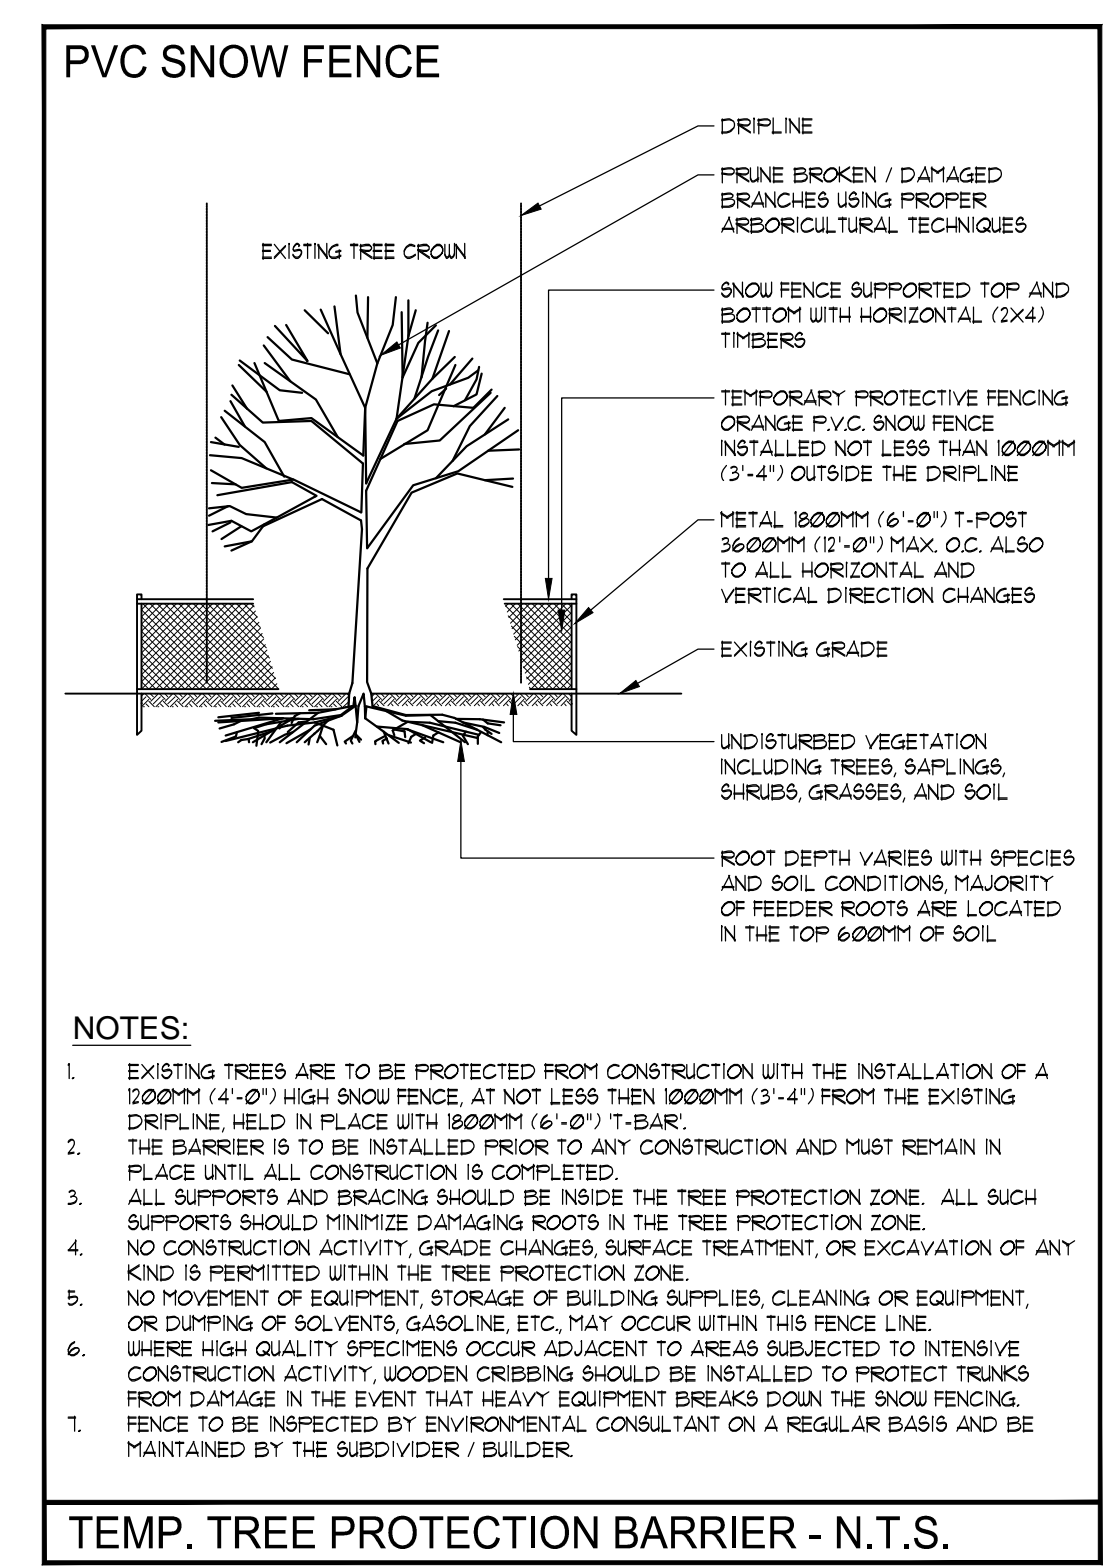 PVC SNOW FENCE
DRIPLINE
PRUNE BROKEN / DAMAGED
BRANCHES USING PROPER
ARBORICULTURAL TECHNIQUES
EXISTING TREE CROWN
SNOW FENCE SUPPORTED TOP AND
BOTTOM WITH HORIZONTAL (2X4)
TIMBERS
TEMPORARY PROTECTIVE FENCING
ORANGE P.V.C. SNOW FENCE
INSTALLED NOT LESS THAN 1000MM
(3'-4") OUTSIDE THE DRIPLINE
METAL 1800MM (6'-0") T-POST
3600MM (12'-0") MAX. O.C. ALSO
TO ALL HORIZONTAL AND
VERTICAL DIRECTION CHANGES
EXISTING GRADE
UNDISTURBED VEGETATION
INCLUDING TREES, SAPLINGS,
SHRUBS, GRASSES, AND SOIL
ROOT DEPTH VARIES WITH SPECIES
AND SOIL CONDITIONS, MAJORITY
OF FEEDER ROOTS ARE LOCATED
IN THE TOP 600MM OF SOIL
NOTES:
1. EXISTING TREES ARE TO BE PROTECTED FROM CONSTRUCTION WITH THE INSTALLATION OF A
1200MM (4'-0") HIGH SNOW FENCE, AT NOT LESS THEN 1000MM (3'-4") FROM THE EXISTING
DRIPLINE, HELD IN PLACE WITH 1800MM (6'-0") 'T-BAR'.
2. THE BARRIER IS TO BE INSTALLED PRIOR TO ANY CONSTRUCTION AND MUST REMAIN IN
PLACE UNTIL ALL CONSTRUCTION IS COMPLETED.
3. ALL SUPPORTS AND BRACING SHOULD BE INSIDE THE TREE PROTECTION ZONE. ALL SUCH
SUPPORTS SHOULD MINIMIZE DAMAGING ROOTS IN THE TREE PROTECTION ZONE.
4. NO CONSTRUCTION ACTIVITY, GRADE CHANGES, SURFACE TREATMENT, OR EXCAVATION OF ANY
KIND IS PERMITTED WITHIN THE TREE PROTECTION ZONE.
5. NO MOVEMENT OF EQUIPMENT, STORAGE OF BUILDING SUPPLIES, CLEANING OR EQUIPMENT,
OR DUMPING OF SOLVENTS, GASOLINE, ETC., MAY OCCUR WITHIN THIS FENCE LINE.
6. WHERE HIGH QUALITY SPECIMENS OCCUR ADJACENT TO AREAS SUBJECTED TO INTENSIVE
CONSTRUCTION ACTIVITY, WOODEN CRIBBING SHOULD BE INSTALLED TO PROTECT TRUNKS
FROM DAMAGE IN THE EVENT THAT HEAVY EQUIPMENT BREAKS DOWN THE SNOW FENCING.
7. FENCE TO BE INSPECTED BY ENVIRONMENTAL CONSULTANT ON A REGULAR BASIS AND BE
MAINTAINED BY THE SUBDIVIDER / BUILDER.
TEMP. TREE PROTECTION BARRIER - N.T.S.